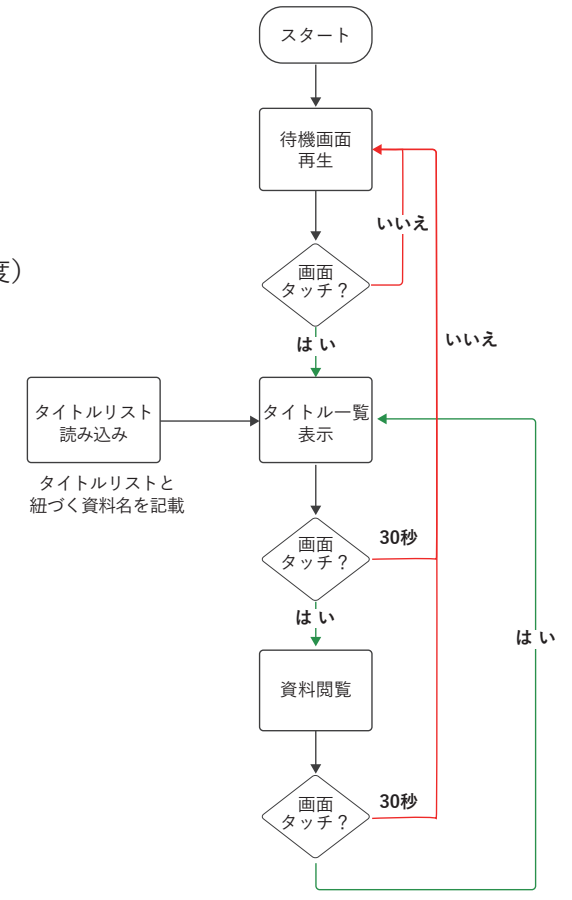 スタート
待機画面
再生
いいえ
度）
画面
タッチ？
はい
いいえ
タイトルリスト
読み込み
タイトル一覧
表示
タイトルリストと
紐づく資料名を記載
画面
タッチ？
30秒
はい
はい
資料閲覧
画面
タッチ？
30秒